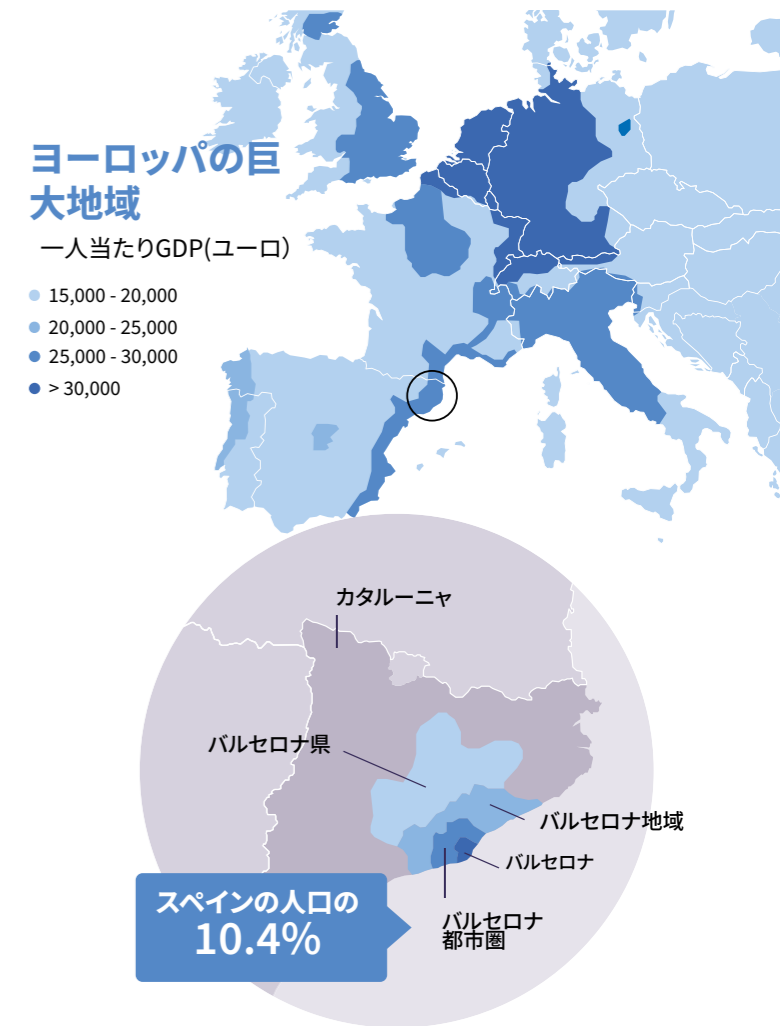 ヨーロッパの巨
大地域
一人当たりGDP(ユーロ）
15,000 - 20,000
20,000 - 25,000
25,000 - 30,000
> 30,000
カタルーニャ
バルセロナ県
バルセロナ地域
バルセロナ
バルセロナ
都市圏
スペインの人口の
10.4%